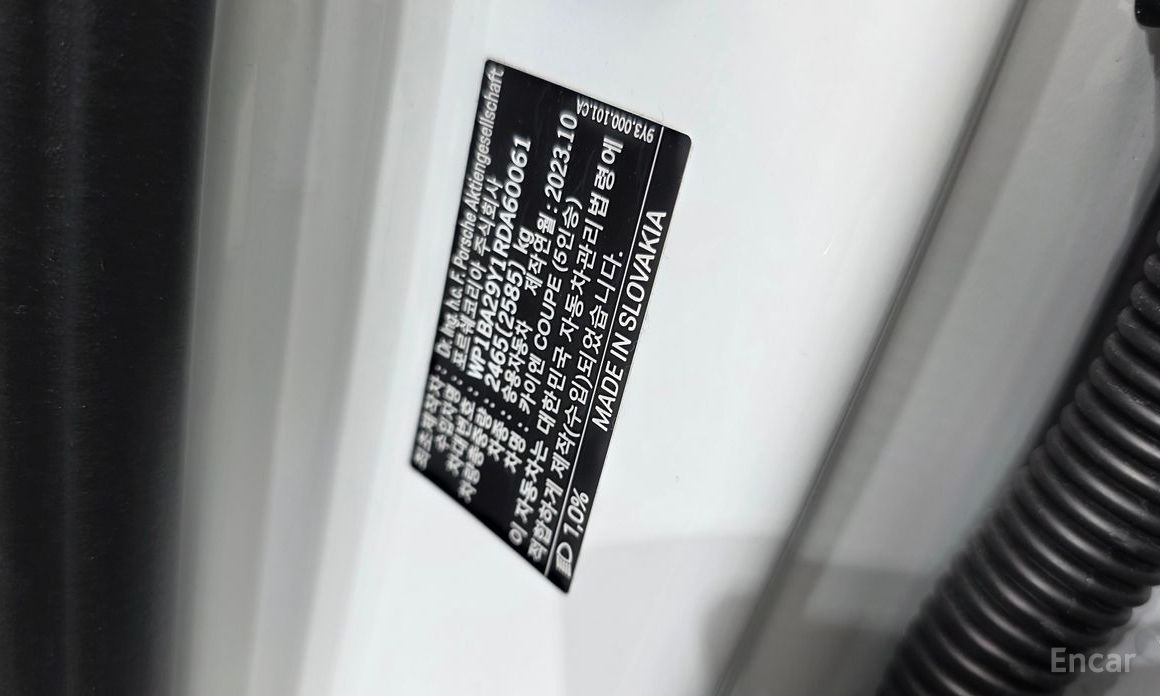 최초제작자 : Dr. Ing. h.c. F. Porsche Aktiengesellschaft
수입자명 : 포르쉐코리아 주식회사
차대번호 : WP1BA29Y1RDA60061
차량총중량 : 2465(2585) kg
차종 : 승용자동차 제작연월 : 2023.10
차명 : 카이엔 COUPE (5인승)
이 자동차는 대한민국 자동차관리법령에
적합하게 제작(수입)되었습니다.
MADE IN SLOVAKIA
1,0%
9Y3.000.101.CA
Encar